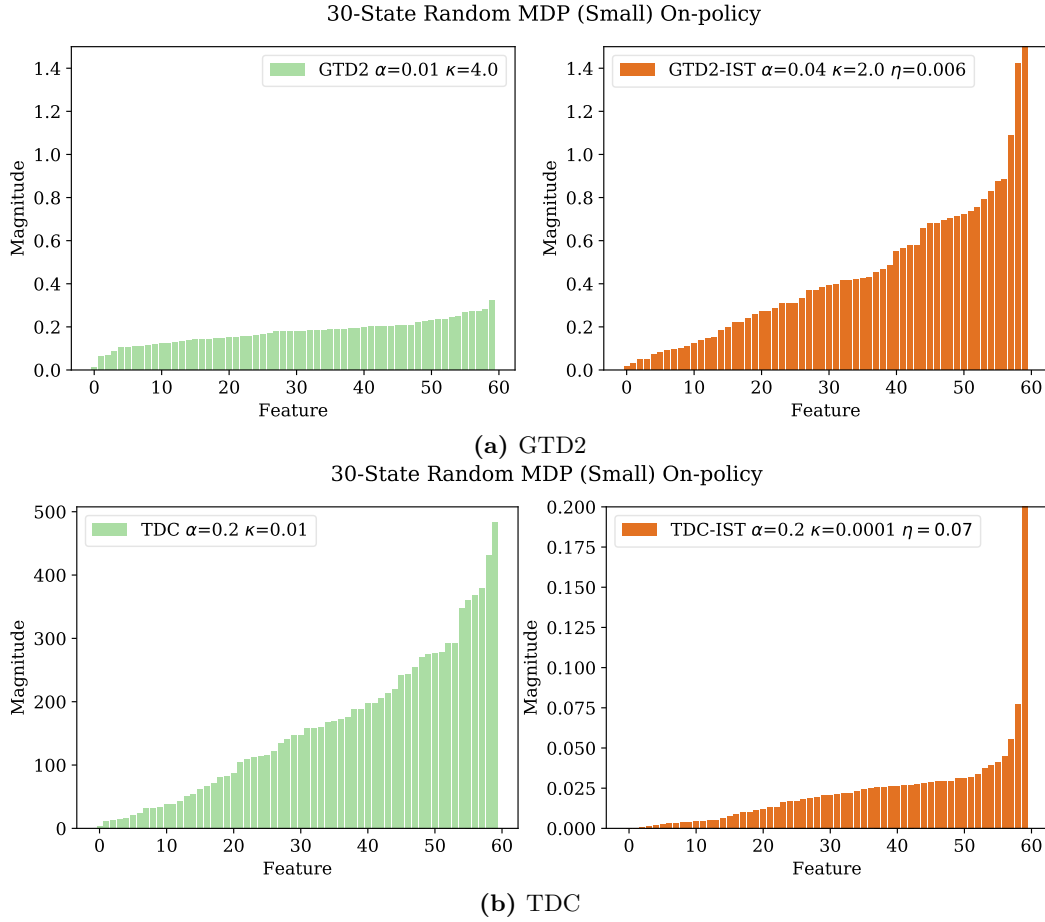 30-State Random MDP (Small) On-policy
GTD2 α=0.01 κ=4.0
GTD2-IST α=0.04 κ=2.0 η=0.006
Magnitude
1.4
1.2
1.0
0.8
0.6
0.4
0.2
0.0
0 10 20 30 40 50 60
Feature
Magnitude
1.4
1.2
1.0
0.8
0.6
0.4
0.2
0.0
0 10 20 30 40 50 60
Feature
(a) GTD2
30-State Random MDP (Small) On-policy
TDC α=0.2 κ=0.01
TDC-IST α=0.2 κ=0.0001 η = 0.07
Magnitude
500
400
300
200
100
0
0 10 20 30 40 50 60
Feature
Magnitude
0.200
0.175
0.150
0.125
0.100
0.075
0.050
0.025
0.000
0 10 20 30 40 50 60
Feature
(b) TDC